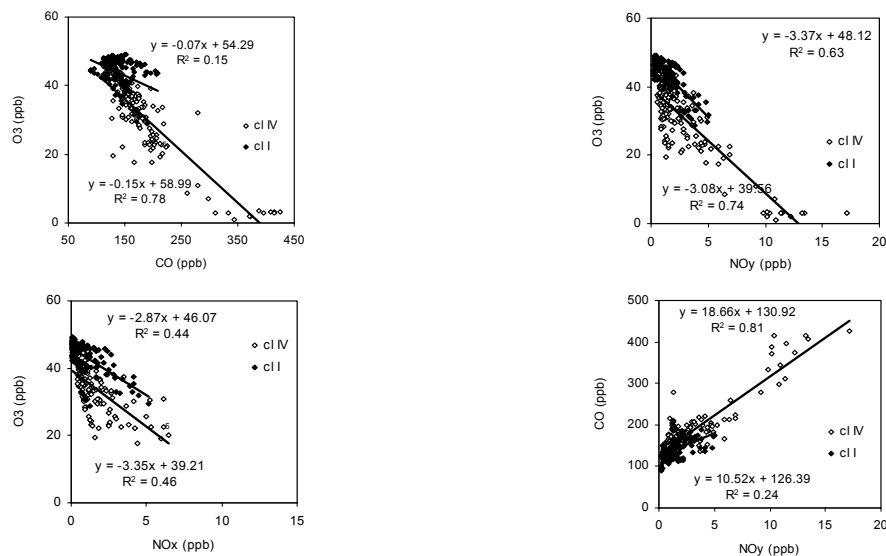 60
40
20
0
O3 (ppb)
50
150
250
350
450
CO (ppb)
y = -0.07x + 54.29
R² = 0.15
y = -0.15x + 58.99
R² = 0.78
cl IV
cl I
60
40
20
0
O3 (ppb)
0
5
10
15
20
NOy (ppb)
y = -3.37x + 48.12
R² = 0.63
y = -3.08x + 39.56
R² = 0.74
cl IV
cl I
60
40
20
0
O3 (ppb)
0
5
10
15
NOx (ppb)
y = -2.87x + 46.07
R² = 0.44
y = -3.35x + 39.21
R² = 0.46
cl IV
cl I
500
400
300
200
100
0
CO (ppb)
0
5
10
15
20
NOy (ppb)
y = 18.66x + 130.92
R² = 0.81
y = 10.52x + 126.39
R² = 0.24
cl IV
cl I